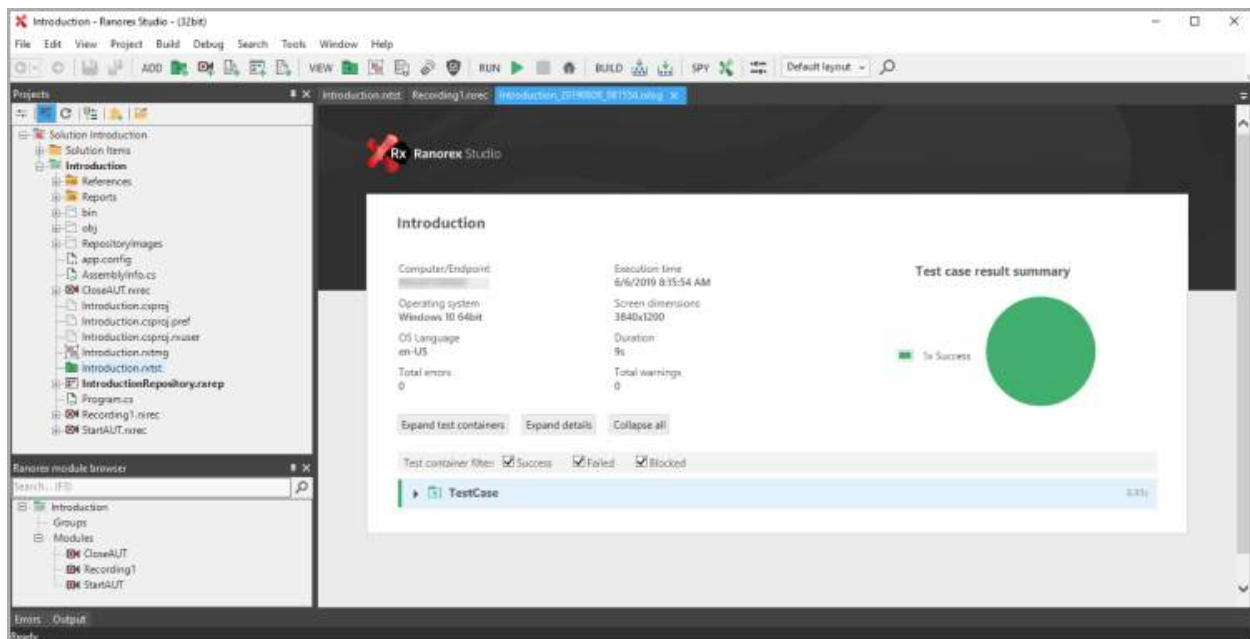 Introduction - Ranorex Studio - (32bit)
File Edit View Project Build Debug Search Tools Window Help
ADD VIEW RUN BUILD SPY Default layout
Projects
Introduction.rxtst Recording1.rxrec Introduction_20190606_081554.rxlog
Solution Introduction
Solution Items
Introduction
References
Reports
bin
obj
RepositoryImages
app.config
AssemblyInfo.cs
CloseAUT.rxrec
Introduction.csproj
Introduction.csproj.pref
Introduction.csproj.rxuser
Introduction.rximg
Introduction.rxtst
IntroductionRepository.rxrep
Program.cs
Recording1.rxrec
StartAUT.rxrec
Ranorex module browser
Search... (F3)
Introduction
Groups
Modules
CloseAUT
Recording1
StartAUT
Rx Ranorex Studio
Introduction
Computer/Endpoint
Execution time
6/6/2019 8:15:54 AM
Operating system
Windows 10 64bit
Screen dimensions
3840x1200
OS Language
en-US
Duration
9s
Total errors
0
Total warnings
0
Test case result summary
1x Success
Expand test containers Expand details Collapse all
Test container filter: Success Failed Blocked
TestCase
Errors Output
Ready